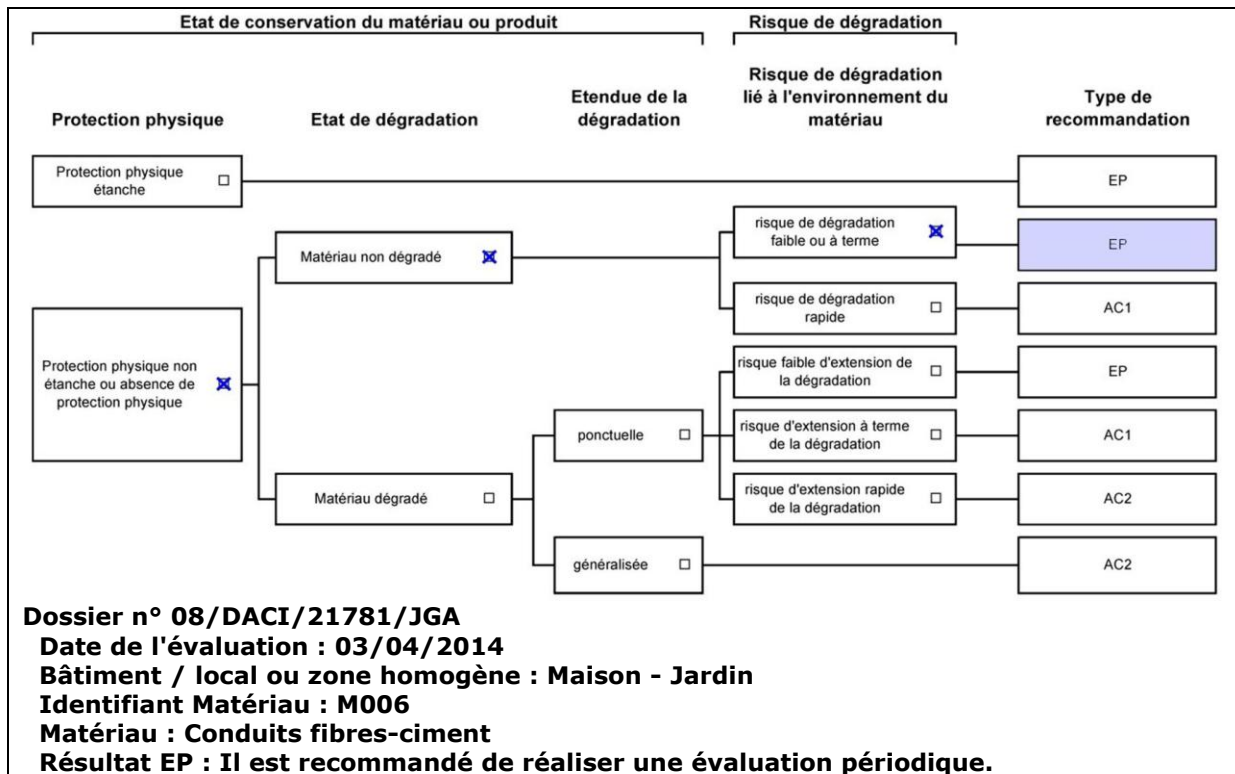 Etat de conservation du matériau ou produit
Risque de dégradation
Protection physique
Etat de dégradation
Etendue de la
dégradation
Risque de dégradation
lié à l'environnement du
matériau
Type de
recommandation
Protection physique
étanche
EP
risque de dégradation
faible ou à terme
EP
Matériau non dégradé
risque de dégradation
rapide
AC1
Protection physique non
étanche ou absence de
protection physique
risque faible d'extension de
la dégradation
EP
ponctuelle
risque d'extension à terme
de la dégradation
AC1
Matériau dégradé
risque d'extension rapide
de la dégradation
AC2
généralisée
AC2
Dossier n° 08/DACI/21781/JGA
Date de l'évaluation : 03/04/2014
Bâtiment / local ou zone homogène : Maison - Jardin
Identifiant Matériau : M006
Matériau : Conduits fibres-ciment
Résultat EP : Il est recommandé de réaliser une évaluation périodique.